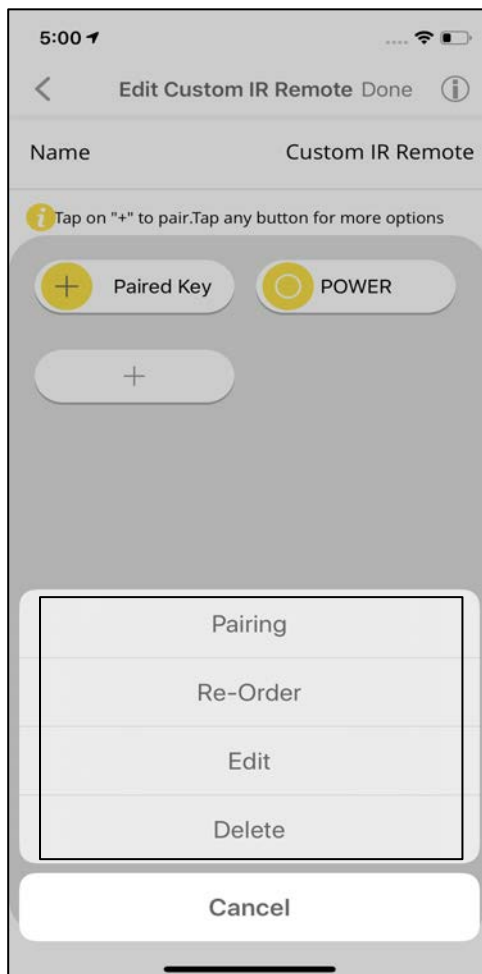 5:00
Edit Custom IR Remote Done
Name Custom IR Remote
Tap on "+" to pair.Tap any button for more options
+ Paired Key POWER
+
Pairing
Re-Order
Edit
Delete
Cancel